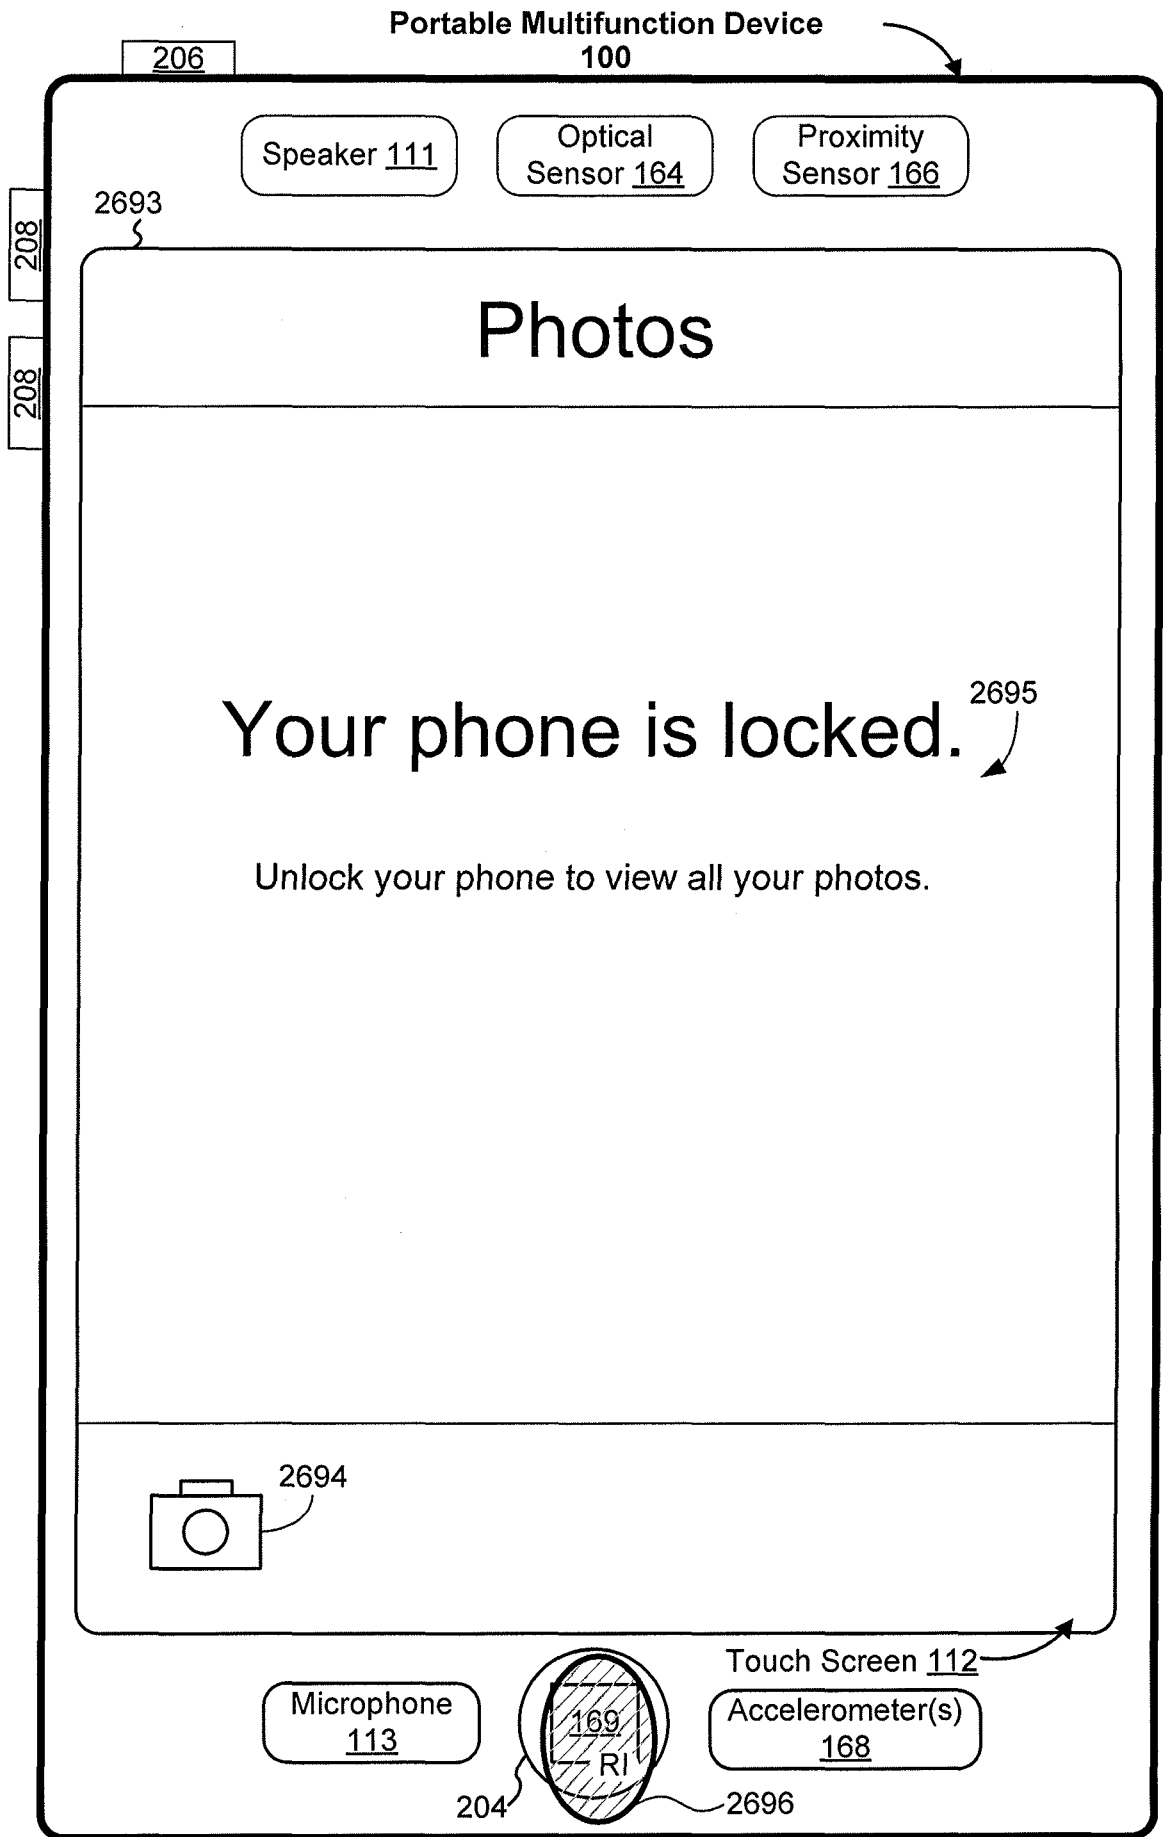 Portable Multifunction Device
100
206
Speaker 111
Optical
Sensor 164
Proximity
Sensor 166
208
2693
Photos
208
2695
Your phone is locked.
Unlock your phone to view all your photos.
2694
Touch Screen 112
Microphone
113
169
RI
Accelerometer(s)
168
204
2696